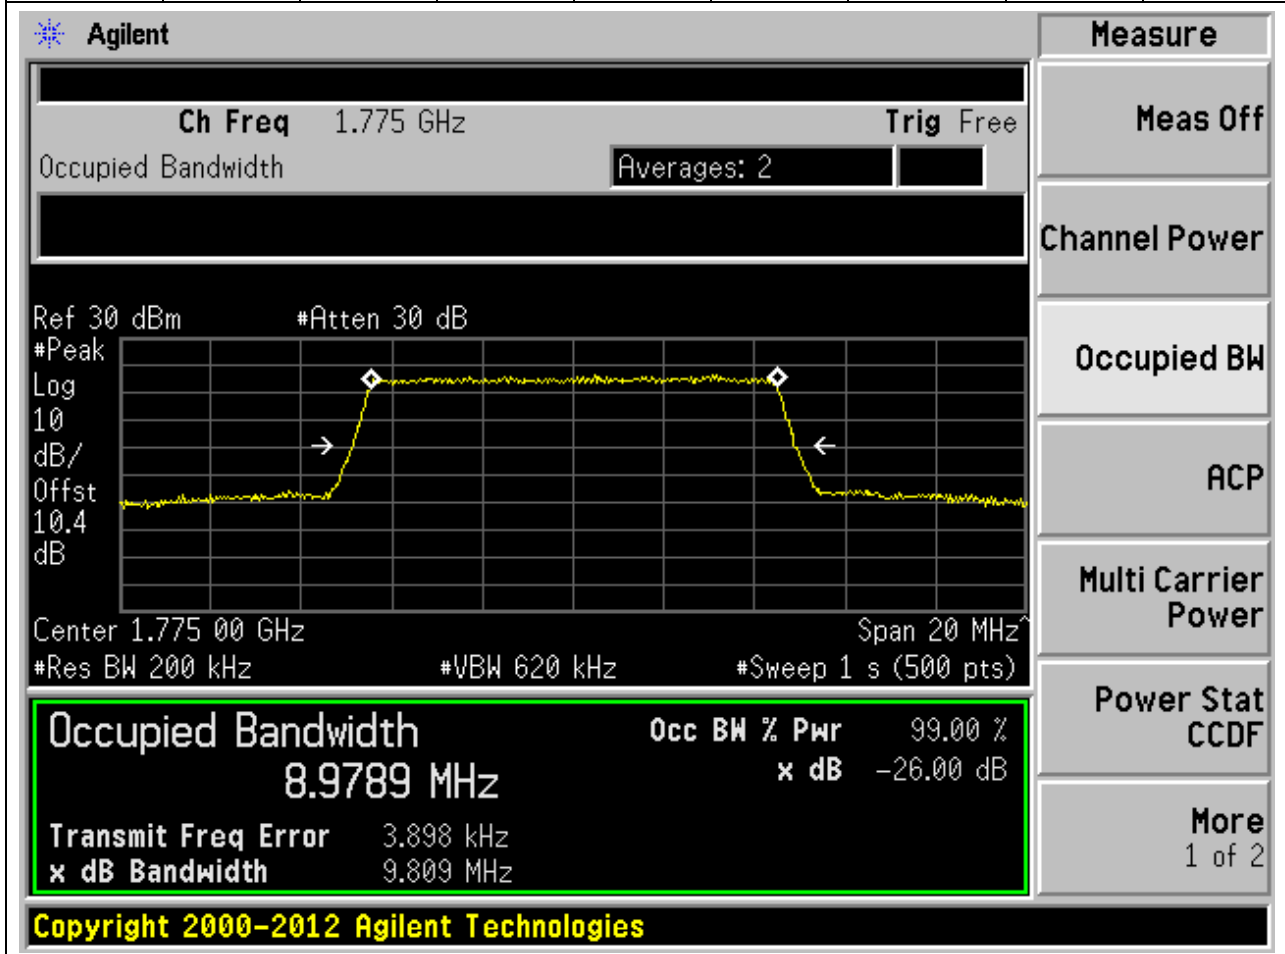 Agilent
Measure
Ch Freq 1.775 GHz Trig Free
Meas Off
Occupied Bandwidth Averages: 2
Channel Power
Ref 30 dBm #Atten 30 dB
#Peak
Log
10
dB/
Offst
10.4
dB
Occupied BW
ACP
Center 1.775 00 GHz Span 20 MHz^
#Res BW 200 kHz #VBW 620 kHz #Sweep 1 s (500 pts)
Multi Carrier
Power
Occupied Bandwidth Occ BW % Pwr 99.00 %
8.9789 MHz x dB -26.00 dB
Power Stat
CCDF
Transmit Freq Error 3.898 kHz
x dB Bandwidth 9.809 MHz
More
1 of 2
Copyright 2000-2012 Agilent Technologies